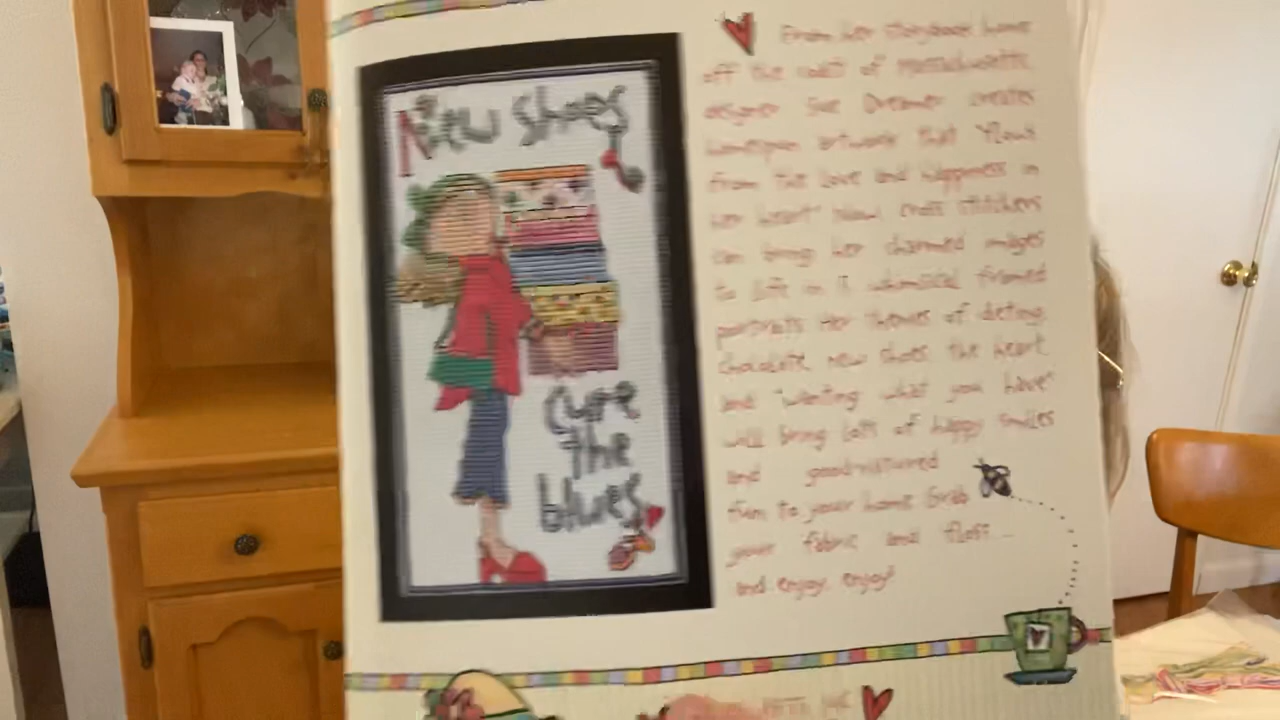 New Shoes
Cure
the
blues
From her storybook home
off the coast of Massachusetts
designer Sue Dreamer creates
homespun artwork that "flows
from the love and happiness in
her heart." Now cross stitchers
can bring her charmed images
to life in whimsical framed
portraits. Her themes of dieting,
chocolate, new shoes, the heart,
and "wanting what you have"
will bring lots of happy smiles
and good-natured
fun to your home. Grab
your fabric and floss ...
and enjoy, enjoy!